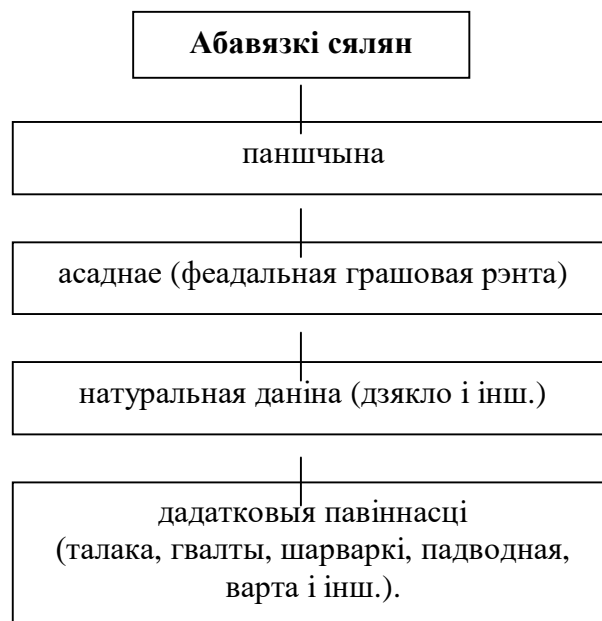 Абавязкі сялян
паншчына
асаднае (феадальная грашовая рэнта)
натуральная даніна (дзякло і інш.)
дадатковыя павіннасці
(талака, гвалты, шарваркі, падводная,
варта і інш.).